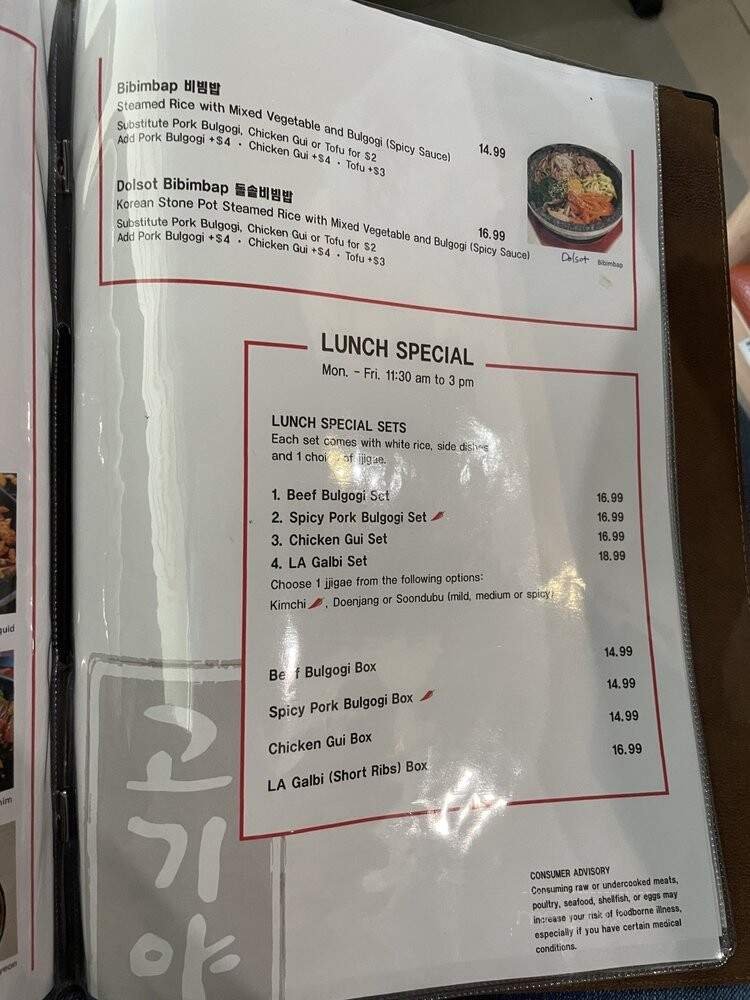 Bibimbap 비빔밥
Steamed Rice with Mixed Vegetable and Bulgogi (Spicy Sauce) 14.99
Substitute Pork Bulgogi, Chicken Gui or Tofu for $2
Add Pork Bulgogi +$4 • Chicken Gui +$4 • Tofu +$3
Dolsot Bibimbap 돌솥비빔밥
Korean Stone Pot Steamed Rice with Mixed Vegetable and Bulgogi (Spicy Sauce) 16.99
Substitute Pork Bulgogi, Chicken Gui or Tofu for $2
Add Pork Bulgogi +$4 • Chicken Gui +$4 • Tofu +$3
Dolsot Bibimbap
LUNCH SPECIAL
Mon. - Fri. 11:30 am to 3 pm
LUNCH SPECIAL SETS
Each set comes with white rice, side dishes
and 1 choi of jjigae.
1. Beef Bulgogi Set 16.99
2. Spicy Pork Bulgogi Set 16.99
3. Chicken Gui Set 16.99
4. LA Galbi Set 18.99
Choose 1 jjigae from the following options:
Kimchi , Doenjang or Soondubu (mild, medium or spicy)
Be f Bulgogi Box 14.99
Spicy Pork Bulgogi Box 14.99
Chicken Gui Box 14.99
LA Galbi (Short Ribs) Box 16.99
고기야
CONSUMER ADVISORY
Consuming raw or undercooked meats,
poultry, seafood, shellfish, or eggs may
increase your risk of foodborne illness,
especially if you have certain medical
conditions.